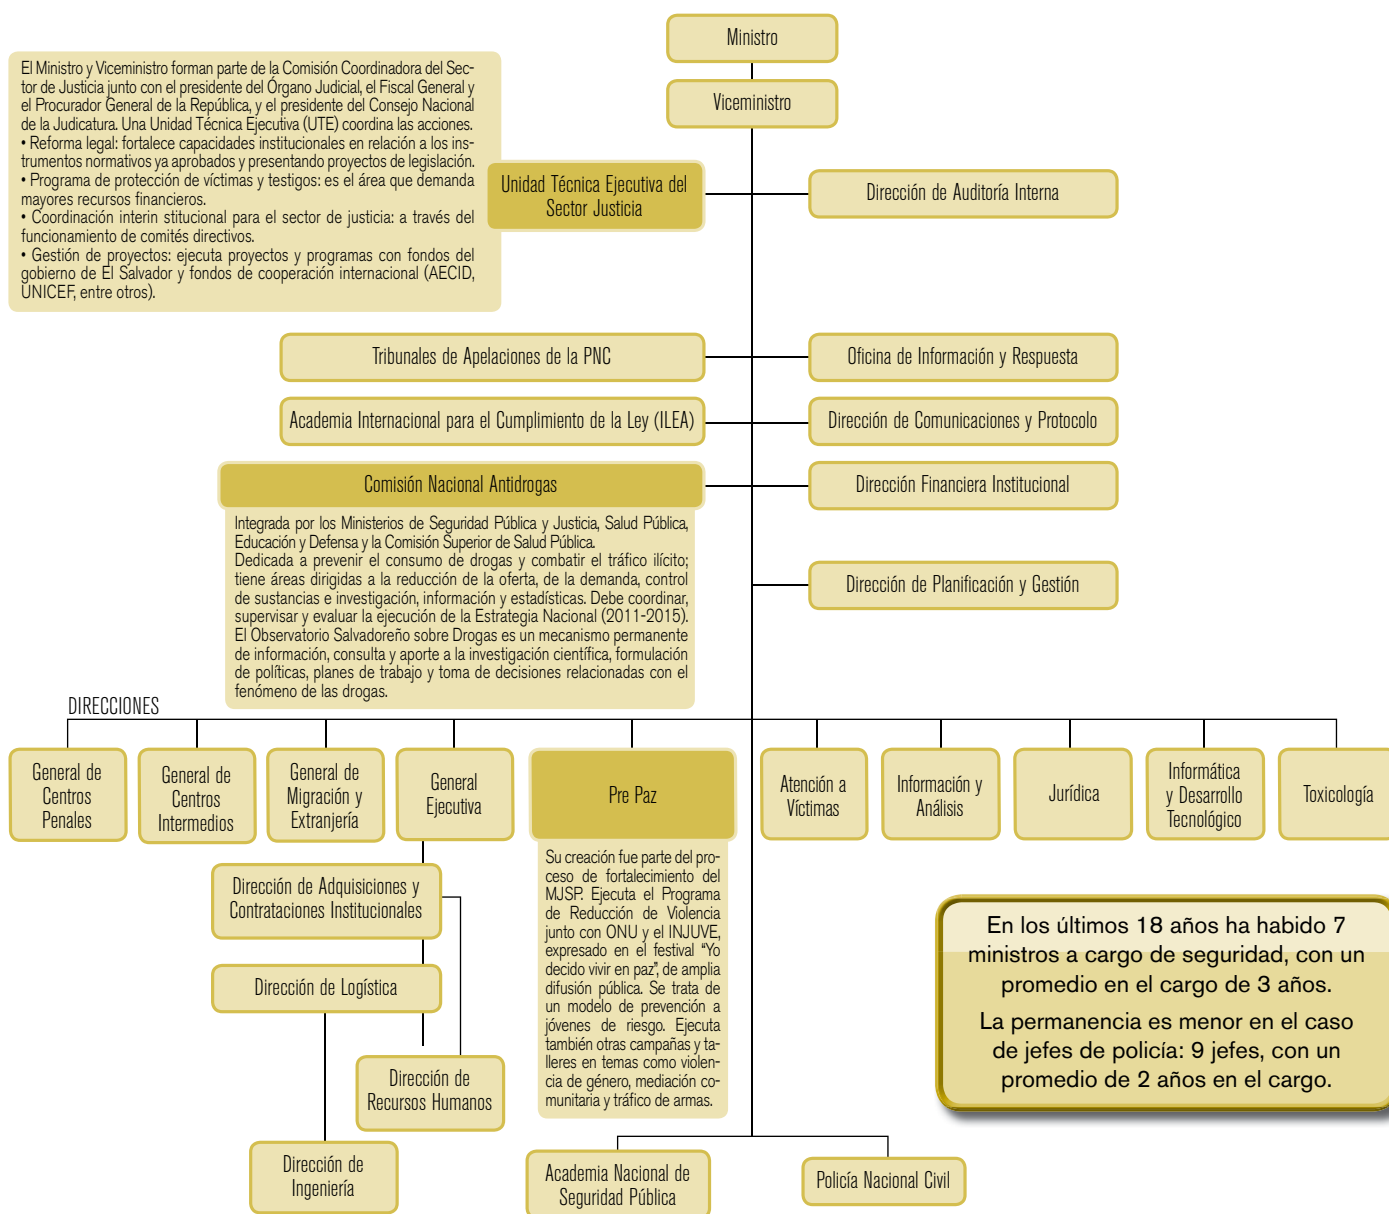 Ministro
El Ministro y Viceministro forman parte de la Comisión Coordinadora del Sec-
tor de Justicia junto con el presidente del Órgano Judicial, el Fiscal General y
el Procurador General de la República, y el presidente del Consejo Nacional
de la Judicatura. Una Unidad Técnica Ejecutiva (UTE) coordina las acciones.
• Reforma legal: fortalece capacidades institucionales en relación a los ins-
trumentos normativos ya aprobados y presentando proyectos de legislación.
• Programa de protección de víctimas y testigos: es el área que demanda
mayores recursos financieros.
• Coordinación interin stitucional para el sector de justicia: a través del
funcionamiento de comités directivos.
• Gestión de proyectos: ejecuta proyectos y programas con fondos del
gobierno de El Salvador y fondos de cooperación internacional (AECID,
UNICEF, entre otros).
Viceministro
Unidad Técnica Ejecutiva del
Sector Justicia
Dirección de Auditoría Interna
Tribunales de Apelaciones de la PNC
Oficina de Información y Respuesta
Academia Internacional para el Cumplimiento de la Ley (ILEA)
Dirección de Comunicaciones y Protocolo
Comisión Nacional Antidrogas
Dirección Financiera Institucional
Integrada por los Ministerios de Seguridad Pública y Justicia, Salud Pública,
Educación y Defensa y la Comisión Superior de Salud Pública.
Dedicada a prevenir el consumo de drogas y combatir el tráfico ilícito;
tiene áreas dirigidas a la reducción de la oferta, de la demanda, control
de sustancias e investigación, información y estadísticas. Debe coordinar,
supervisar y evaluar la ejecución de la Estrategia Nacional (2011-2015).
El Observatorio Salvadoreño sobre Drogas es un mecanismo permanente
de información, consulta y aporte a la investigación científica, formulación
de políticas, planes de trabajo y toma de decisiones relacionadas con el
fenómeno de las drogas.
Dirección de Planificación y Gestión
DIRECCIONES
General de
Centros
Penales
General de
Centros
Intermedios
General de
Migración y
Extranjería
General
Ejecutiva
Pre Paz
Atención a
Víctimas
Información y
Análisis
Jurídica
Informática
y Desarrollo
Tecnológico
Toxicología
Dirección de Adquisiciones y
Contrataciones Institucionales
Dirección de Logística
Dirección de
Recursos Humanos
Dirección de
Ingeniería
Su creación fue parte del pro-
ceso de fortalecimiento del
MJSP. Ejecuta el Programa
de Reducción de Violencia
junto con ONU y el INJUVE,
expresado en el festival “Yo
decido vivir en paz”, de amplia
difusión pública. Se trata de
un modelo de prevención a
jóvenes de riesgo. Ejecuta
también otras campañas y ta-
lleres en temas como violen-
cia de género, mediación co-
munitaria y tráfico de armas.
En los últimos 18 años ha habido 7
ministros a cargo de seguridad, con un
promedio en el cargo de 3 años.
La permanencia es menor en el caso
de jefes de policía: 9 jefes, con un
promedio de 2 años en el cargo.
Academia Nacional de
Seguridad Pública
Policía Nacional Civil